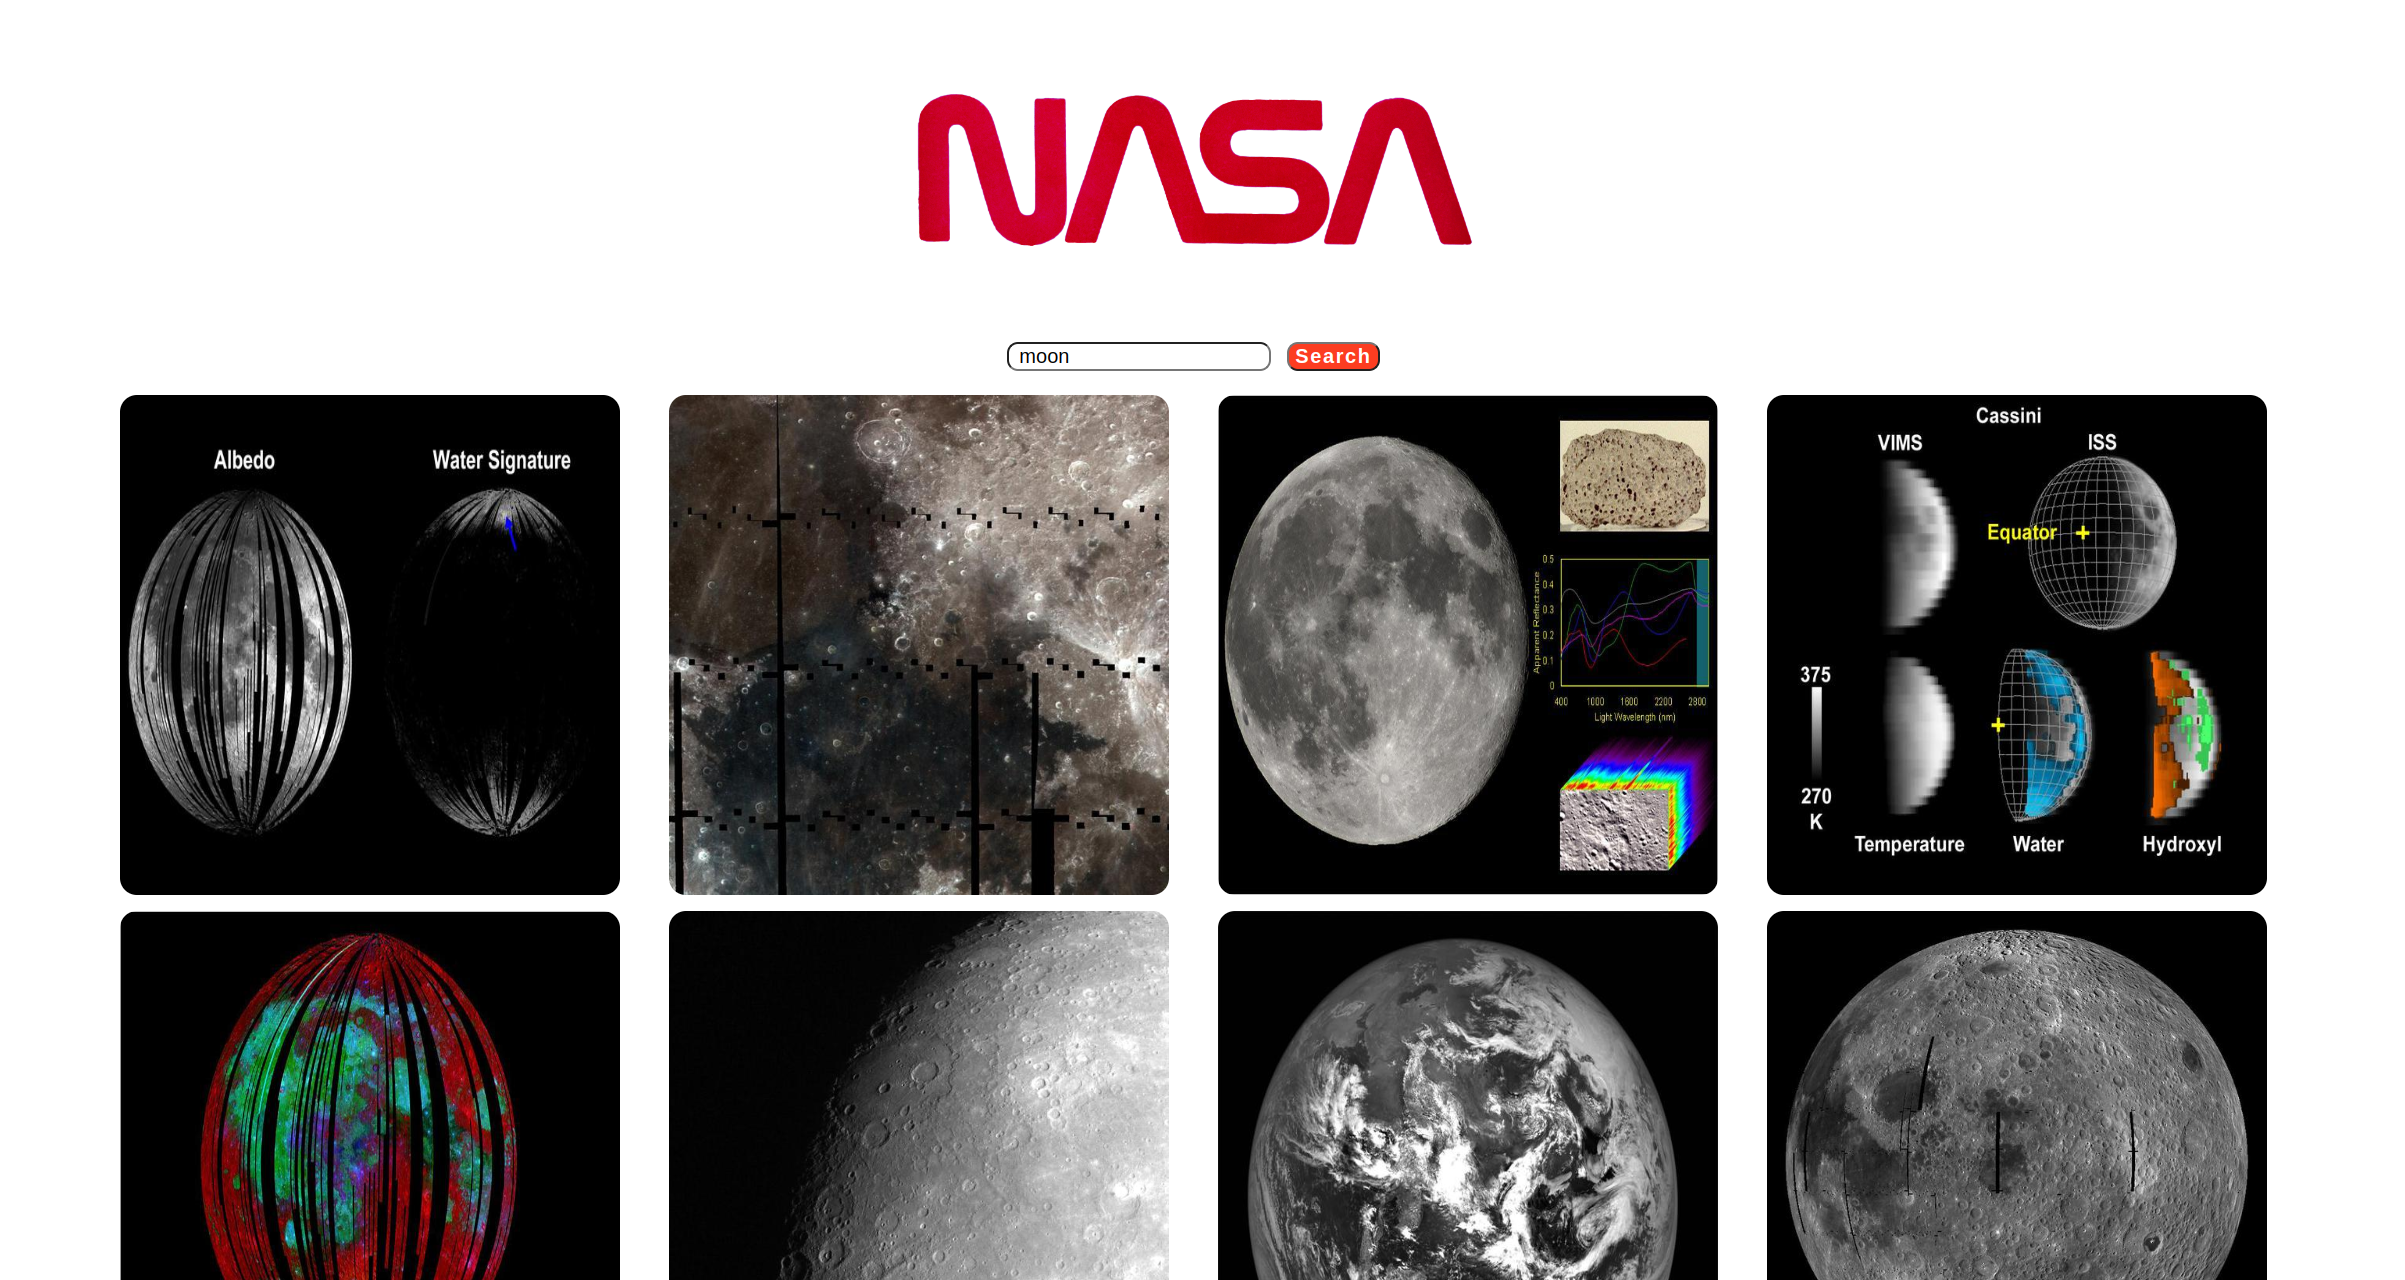 NASA
moon
Search
Albedo
Water Signature
0.5
0.4
0.3
0.2
0.1
0
Apparent Reflectance
400 1000 1600 2200 2800
Light Wavelength (nm)
Cassini
VIMS
ISS
Equator
375
270
K
Temperature
Water
Hydroxyl